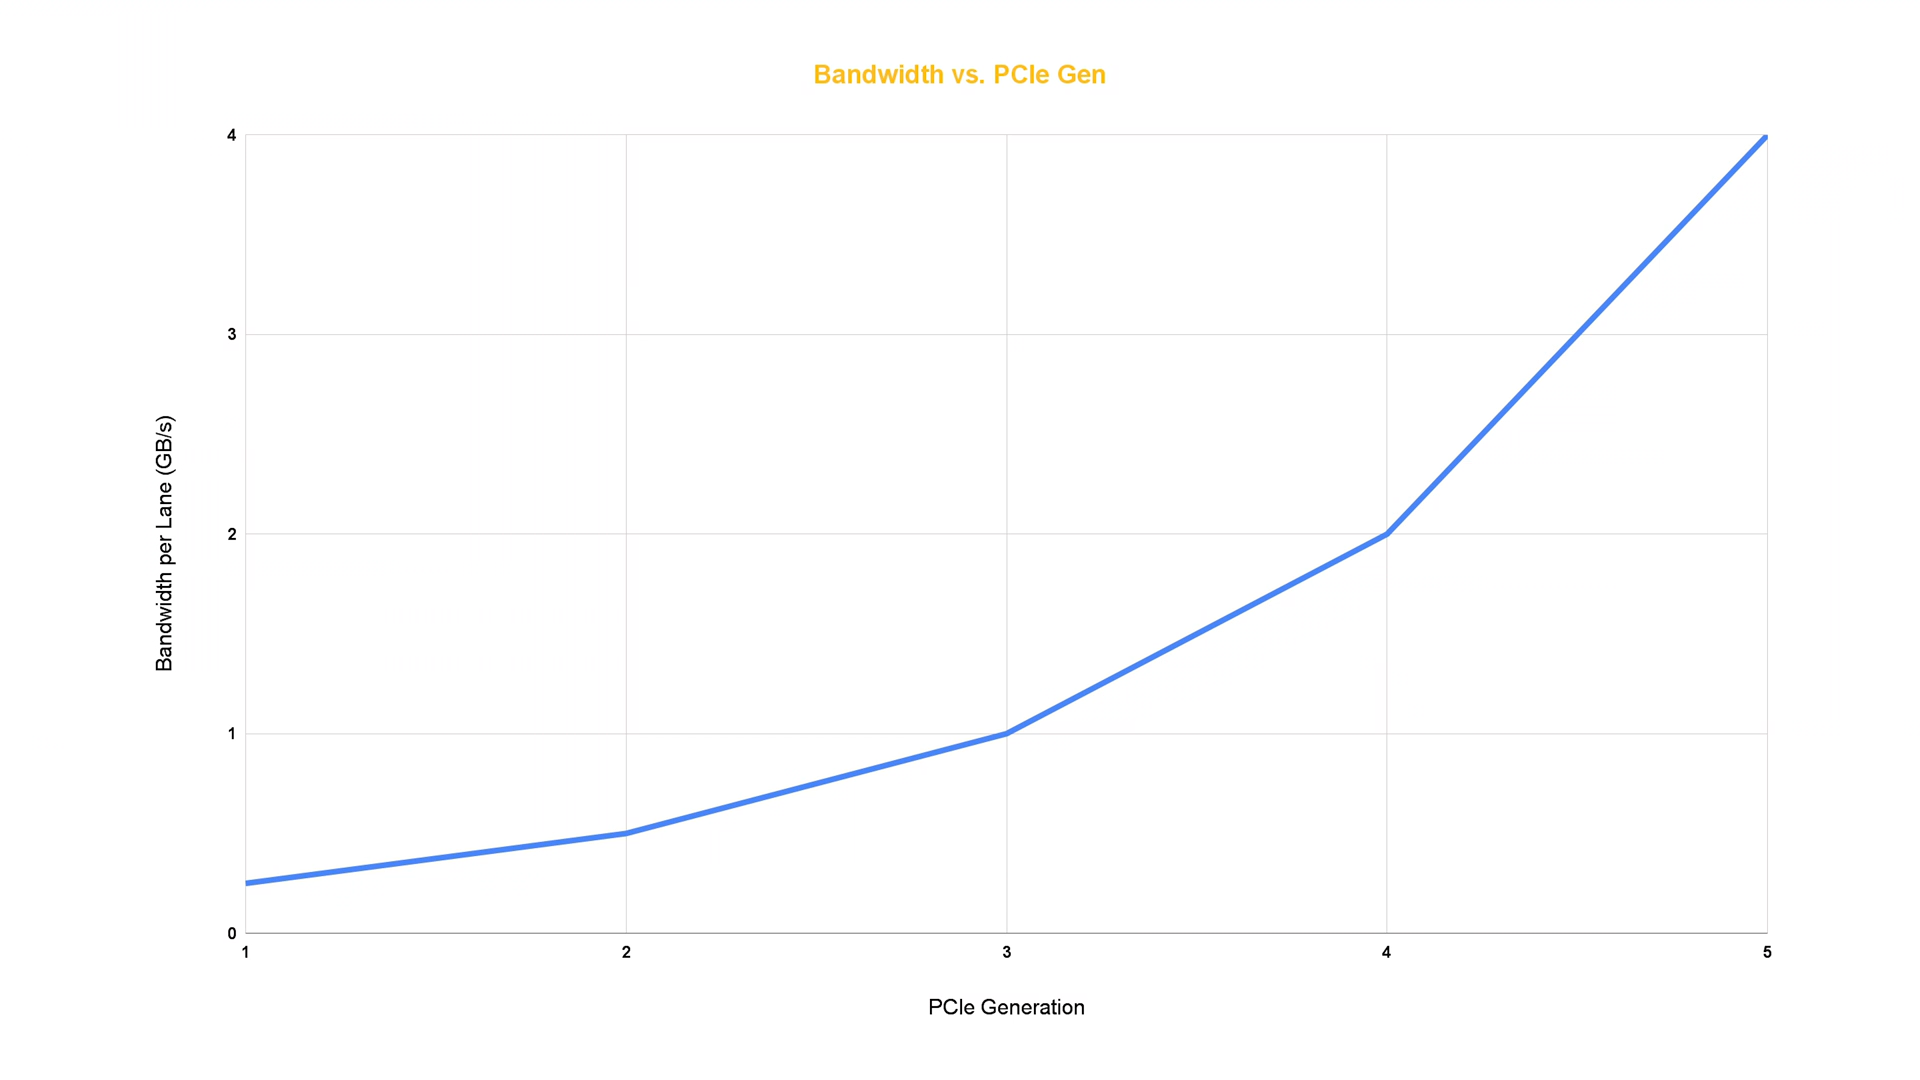 Bandwidth vs. PCIe Gen
4
3
2
1
0
Bandwidth per Lane (GB/s)
1 2 3 4 5
PCIe Generation